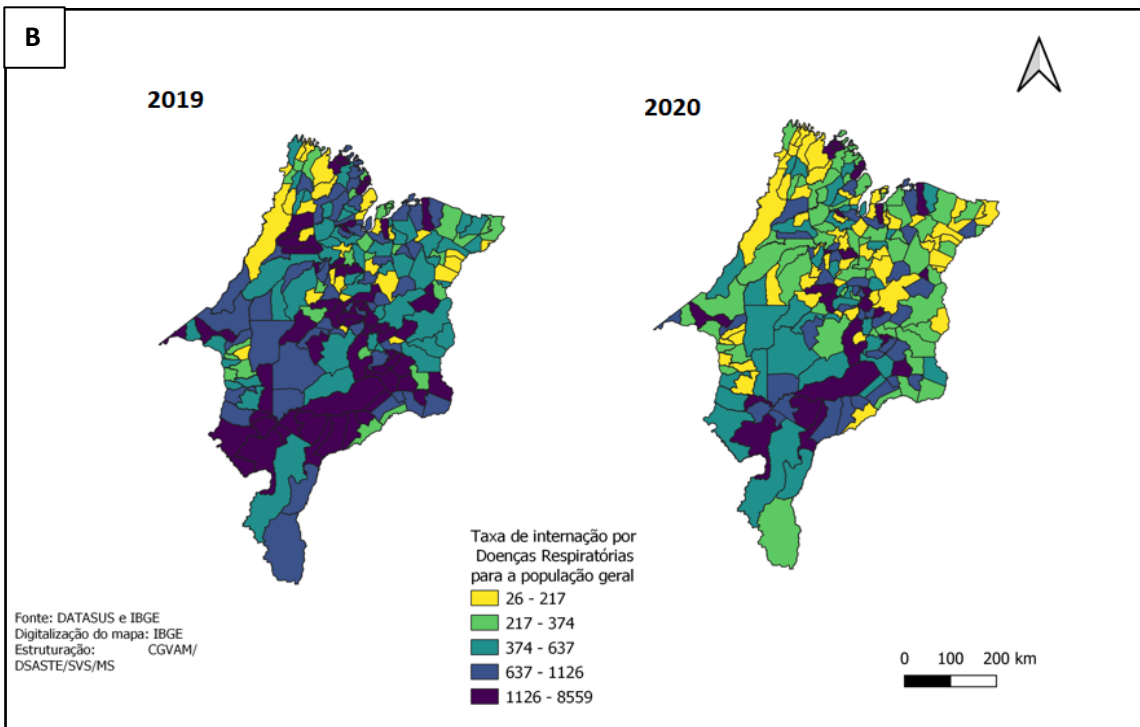 B
2019
2020
Taxa de internação por
Doenças Respiratórias
para a população geral
26 - 217
217 - 374
374 - 637
637 - 1126
1126 - 8559
Fonte: DATASUS e IBGE
Digitalização do mapa: IBGE
Estruturação: CGVAM/
DSASTE/SVS/MS
0 100 200 km